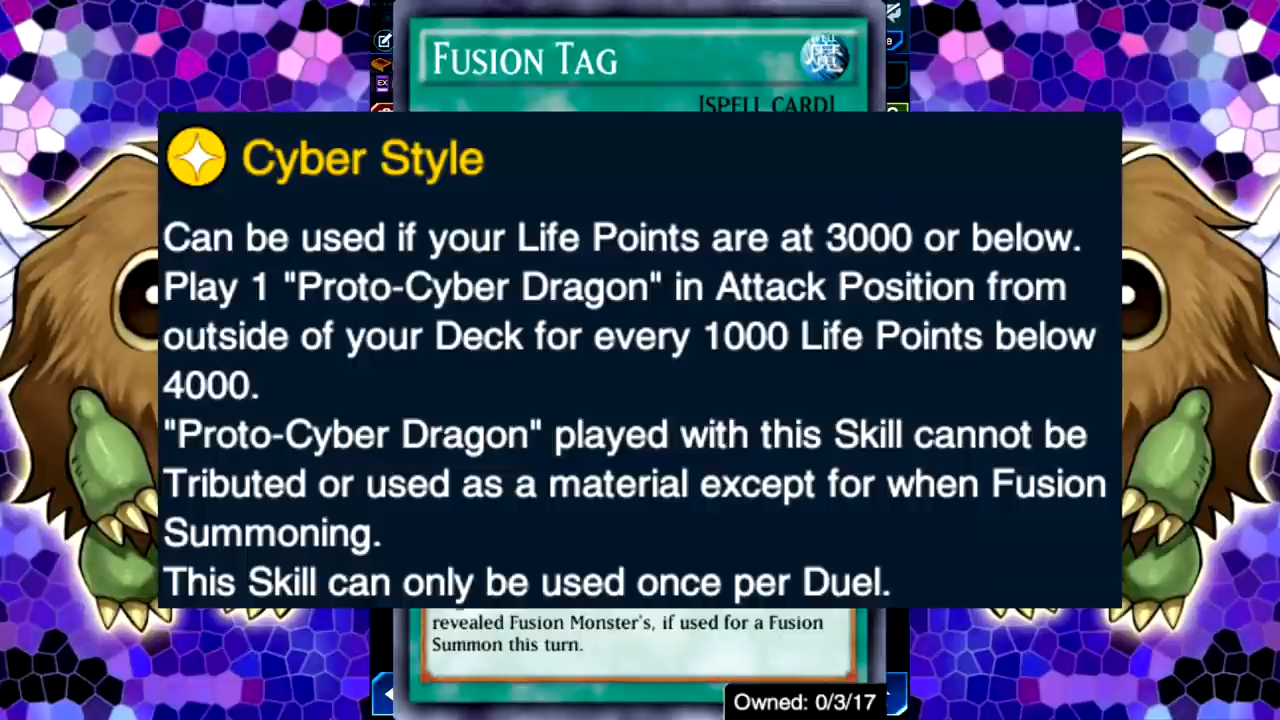 FUSION TAG
[SPELL CARD]
EX
Cyber Style
Can be used if your Life Points are at 3000 or below.
Play 1 "Proto-Cyber Dragon" in Attack Position from
outside of your Deck for every 1000 Life Points below
4000.
"Proto-Cyber Dragon" played with this Skill cannot be
Tributed or used as a material except for when Fusion
Summoning.
This Skill can only be used once per Duel.
revealed Fusion Monster's, if used for a Fusion
Summon this turn.
Owned: 0/3/17